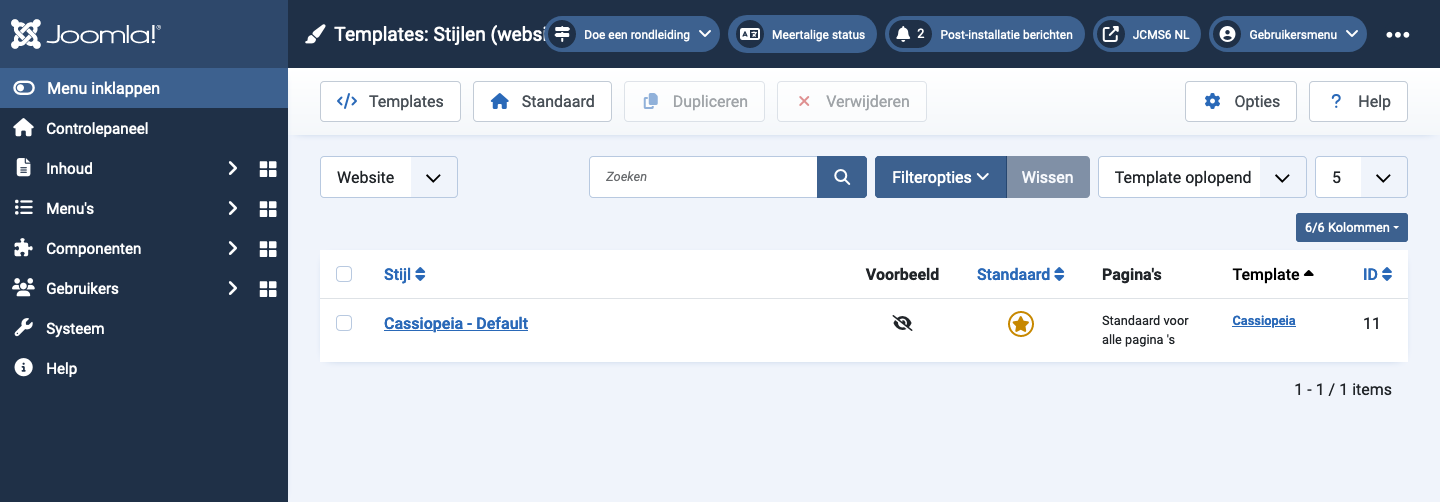 Joomla!®
Templates: Stijlen (websi
Doe een rondleiding
Meertalige status
2 Post-installatie berichten
JCMS6 NL
Gebruikersmenu
Menu inklappen
Controlepaneel
Inhoud
Menu's
Componenten
Gebruikers
Systeem
Help
Templates
Standaard
Dupliceren
Verwijderen
Opties
? Help
Website
Zoeken
Filteropties
Wissen
Template oplopend
5
6/6 Kolommen
Stijl Voorbeeld Standaard Pagina's Template ID
Cassiopeia - Default Standaard voor Cassiopeia 11
alle pagina 's
1 - 1 / 1 items